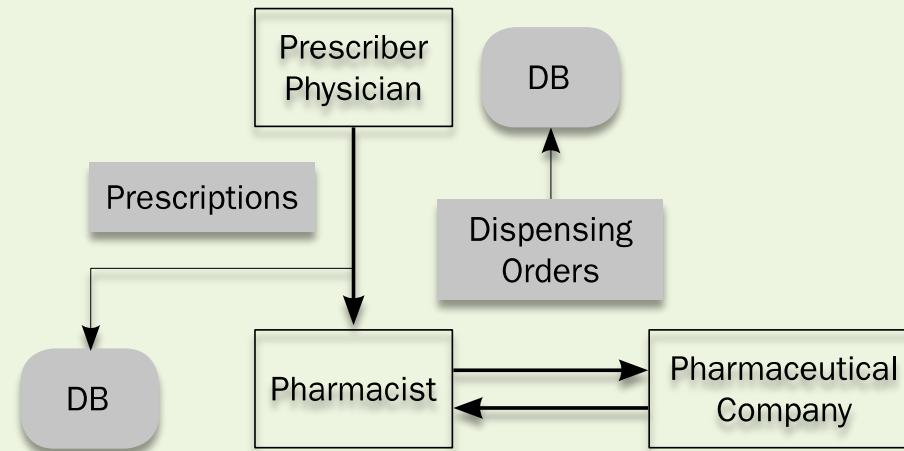 Prescriber
Physician
DB
Prescriptions
Dispensing
Orders
DB
Pharmacist
Pharmaceutical
Company